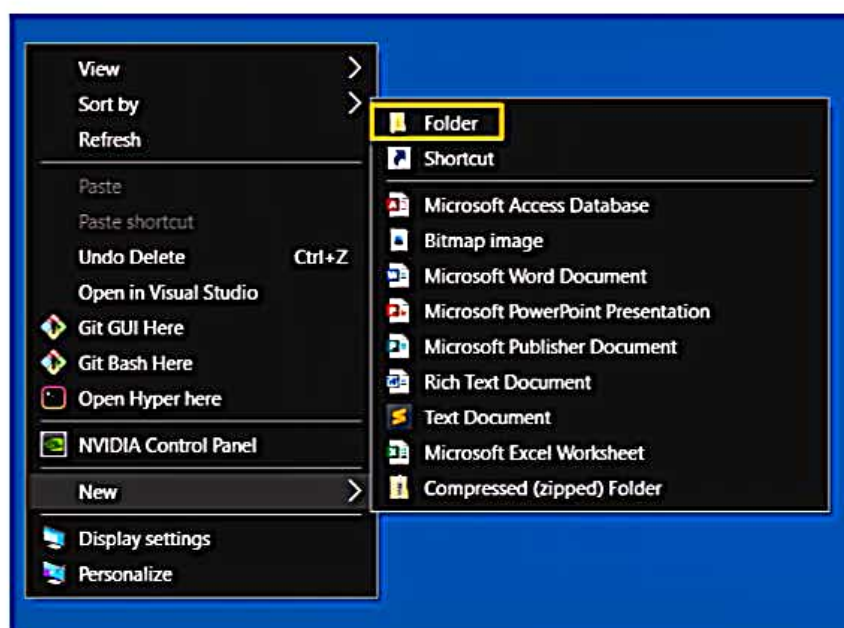 View
Sort by
Refresh
Paste
Paste shortcut
Undo Delete Ctrl+Z
Open in Visual Studio
Git GUI Here
Git Bash Here
Open Hyper here
NVIDIA Control Panel
New
Display settings
Personalize
Folder
Shortcut
Microsoft Access Database
Bitmap image
Microsoft Word Document
Microsoft PowerPoint Presentation
Microsoft Publisher Document
Rich Text Document
Text Document
Microsoft Excel Worksheet
Compressed (zipped) Folder